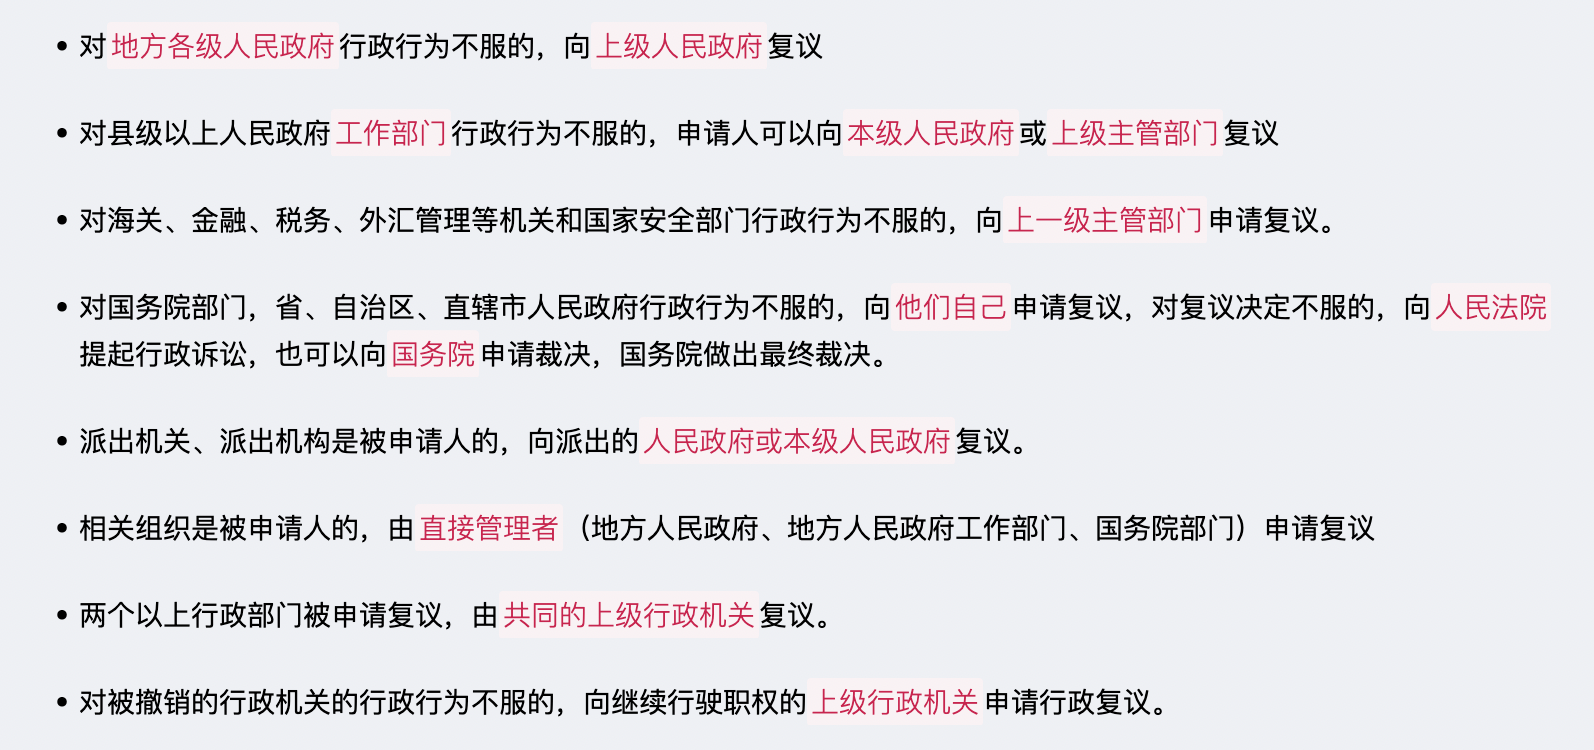 • 对地方各级人民政府行政行为不服的，向上级人民政府复议
• 对县级以上人民政府工作部门行政行为不服的，申请人可以向本级人民政府或上级主管部门复议
• 对海关、金融、税务、外汇管理等机关和国家安全部门行政行为不服的，向上一级主管部门申请复议。
• 对国务院部门，省、自治区、直辖市人民政府行政行为不服的，向他们自己申请复议，对复议决定不服的，向人民法院
提起行政诉讼，也可以向国务院申请裁决，国务院做出最终裁决。
• 派出机关、派出机构是被申请人的，向派出的人民政府或本级人民政府复议。
• 相关组织是被申请人的，由直接管理者（地方人民政府、地方人民政府工作部门、国务院部门）申请复议
• 两个以上行政部门被申请复议，由共同的上级行政机关复议。
• 对被撤销的行政机关的行政行为不服的，向继续行驶职权的上级行政机关申请行政复议。